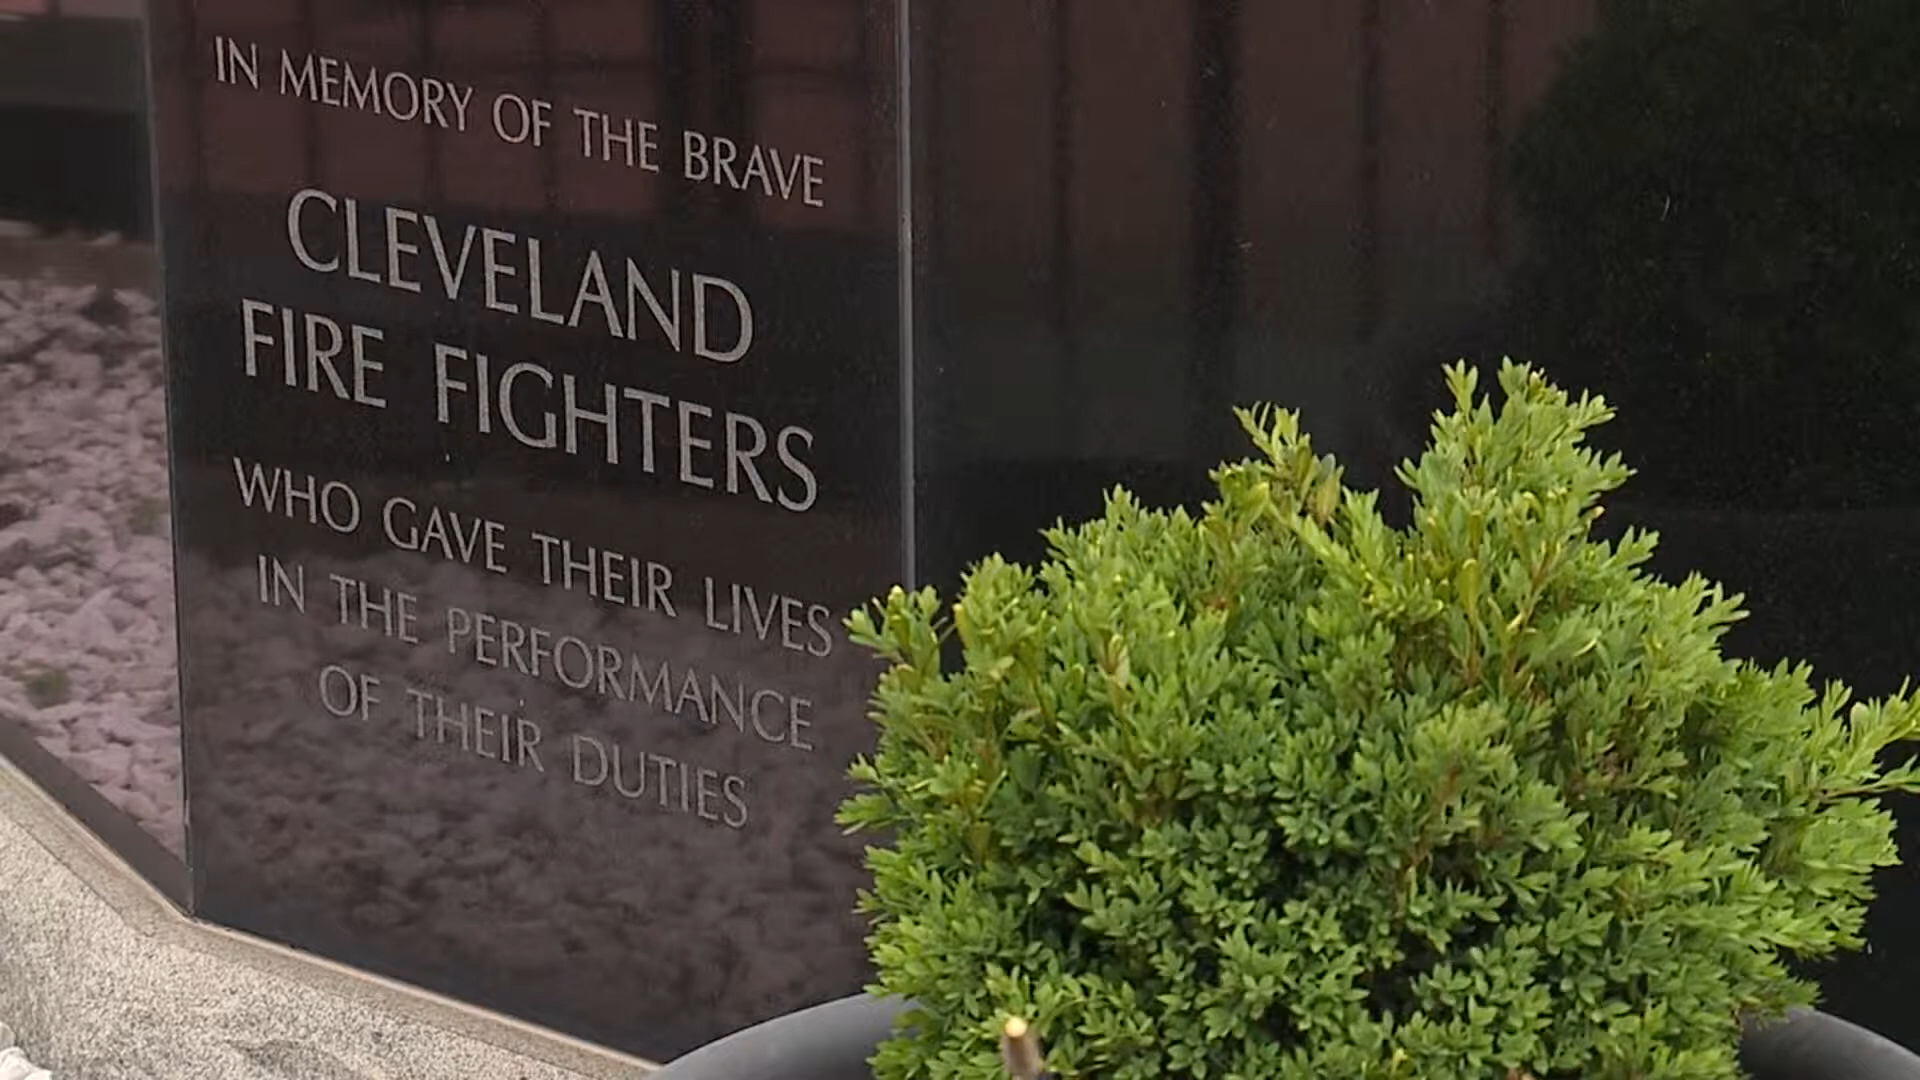 IN MEMORY OF THE BRAVE
CLEVELAND
FIRE FIGHTERS
WHO GAVE THEIR LIVES
IN THE PERFORMANCE
OF THEIR DUTIES